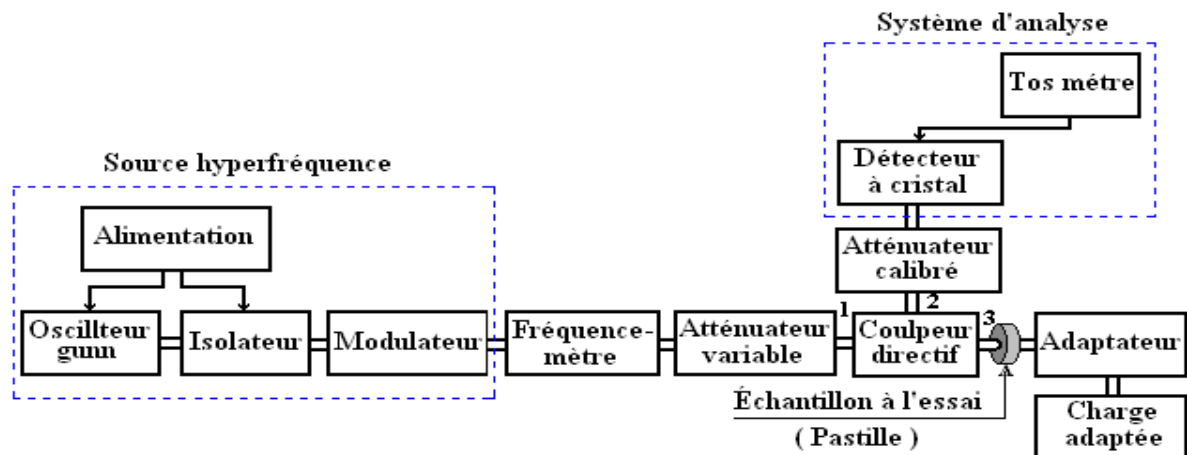 Système d'analyse
Tos métre
Détecteur
à cristal
Source hyperfréquence
Alimentation
Atténuateur
calibré
Oscillteur
gunn
Isolateur
Modulateur
Fréquence-
mètre
Atténuateur
variable
1
2
Coulpeur
directif
3
Adaptateur
Échantillon à l'essai
( Pastille )
Charge
adaptée